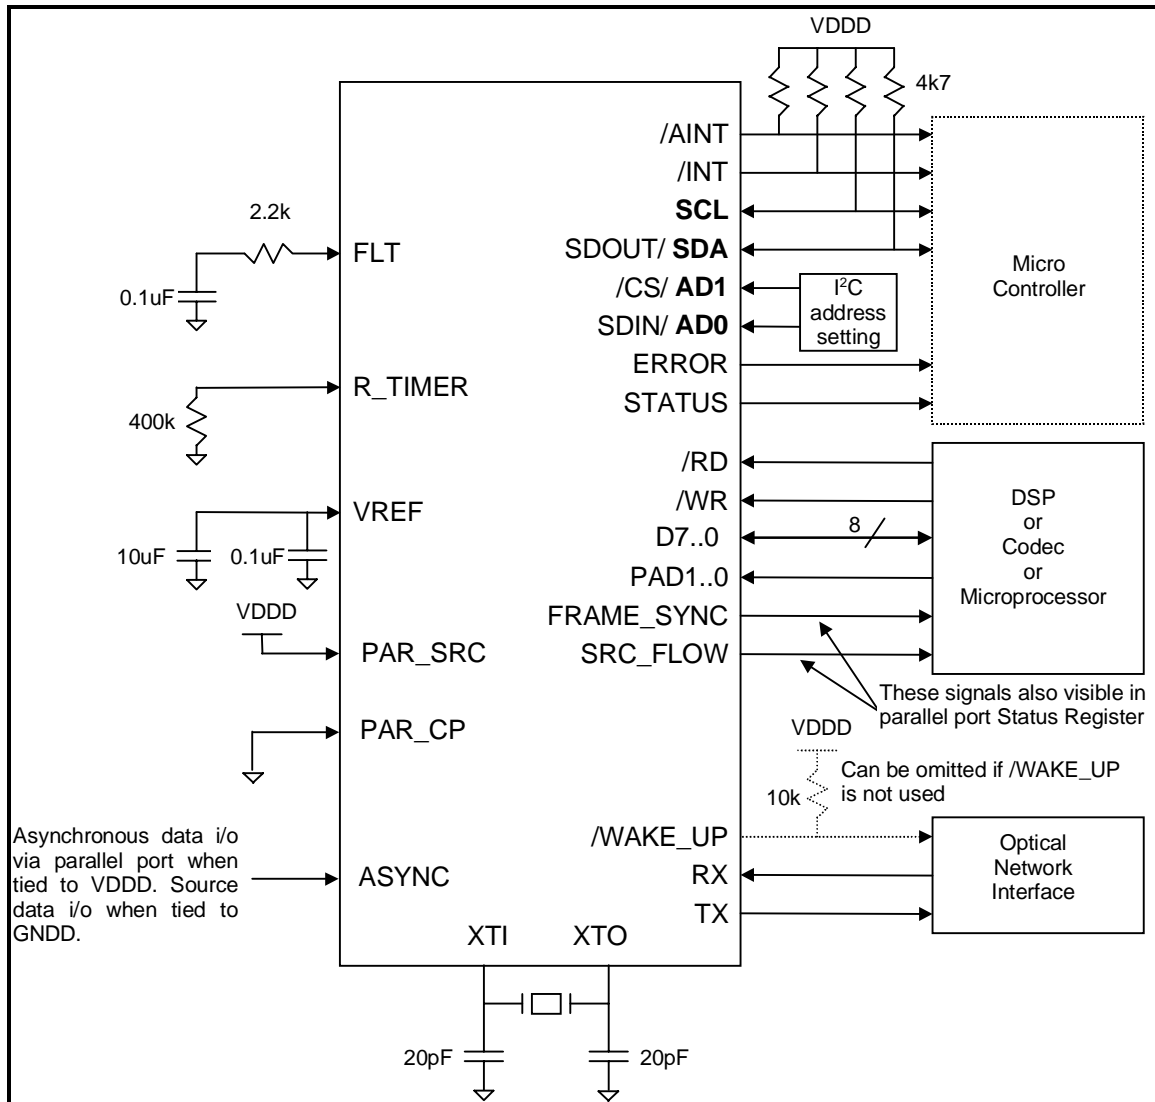 VDDD
4k7
/AINT
/INT
SCL
SDOUT/ SDA
/CS/ AD1
SDIN/ AD0
ERROR
STATUS
I²C
address
setting
Micro
Controller
2.2k
FLT
0.1uF
R_TIMER
400k
VREF
10uF
0.1uF
VDDD
PAR_SRC
PAR_CP
/RD
/WR
D7..0
8
PAD1..0
FRAME_SYNC
SRC_FLOW
DSP
or
Codec
or
Microprocessor
These signals also visible in
parallel port Status Register
VDDD
Can be omitted if /WAKE_UP
is not used
10k
Asynchronous data i/o
via parallel port when
tied to VDDD. Source
data i/o when tied to
GNDD.
ASYNC
/WAKE_UP
RX
TX
Optical
Network
Interface
XTI
XTO
20pF
20pF